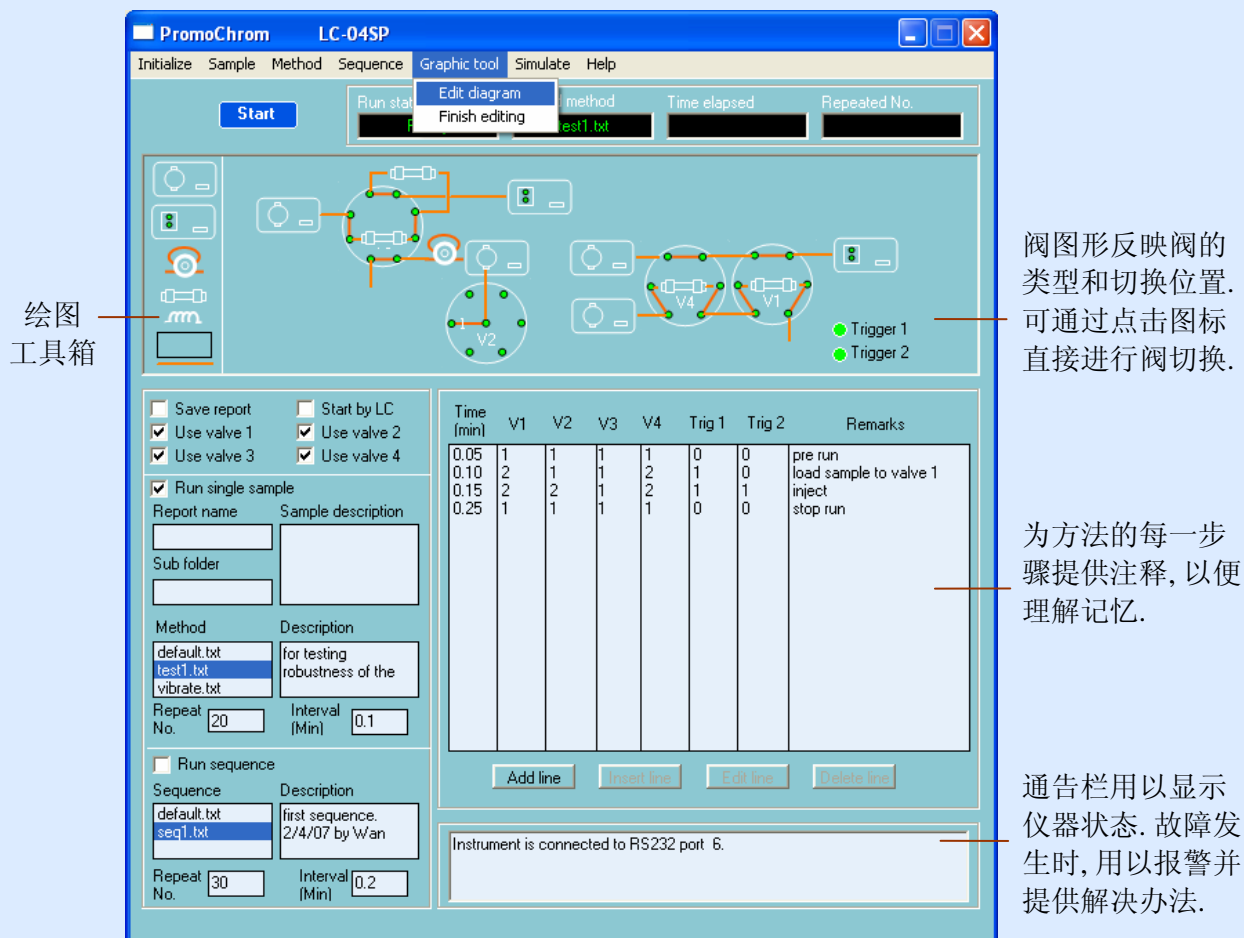 PromoChrom LC-04SP
Initialize Sample Method Sequence Graphic tool Simulate Help
Edit diagram
Finish editing
Start
method
Time elapsed
Repeated No.
test1.txt
V2
1
V4
V1
Trigger 1
Trigger 2
绘图
工具箱
阀图形反映阀的
类型和切换位置.
可通过点击图标
直接进行阀切换.
Save report
Start by LC
Use valve 1
Use valve 2
Use valve 3
Use valve 4
Run single sample
Report name
Sample description
Sub folder
Method
Description
default.txt
test1.txt
vibrate.txt
for testing
robustness of the
Repeat
No.
20
Interval
(Min)
0.1
Run sequence
Sequence
Description
default.txt
seq1.txt
first sequence.
2/4/07 by Wan
Repeat
No.
30
Interval
(Min)
0.2
Time
(min) V1 V2 V3 V4 Trig 1 Trig 2 Remarks
0.05 1 1 1 1 0 0 pre run
0.10 2 1 1 2 1 0 load sample to valve 1
0.15 2 2 1 2 1 1 inject
0.25 1 1 1 1 0 0 stop run
Add line
Insert line
Edit line
Delete line
Instrument is connected to RS232 port 6.
为方法的每一步
骤提供注释, 以便
理解记忆.
通告栏用以显示
仪器状态. 故障发
生时, 用以报警并
提供解决办法.